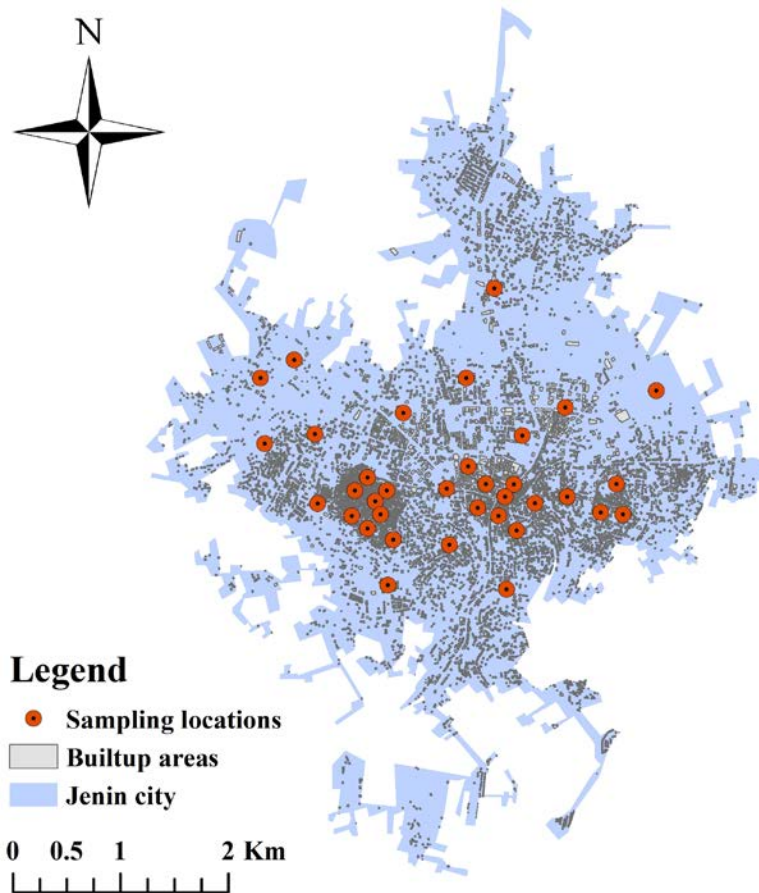 N
Legend
Sampling locations
Builtup areas
Jenin city
0 0.5 1 2 Km